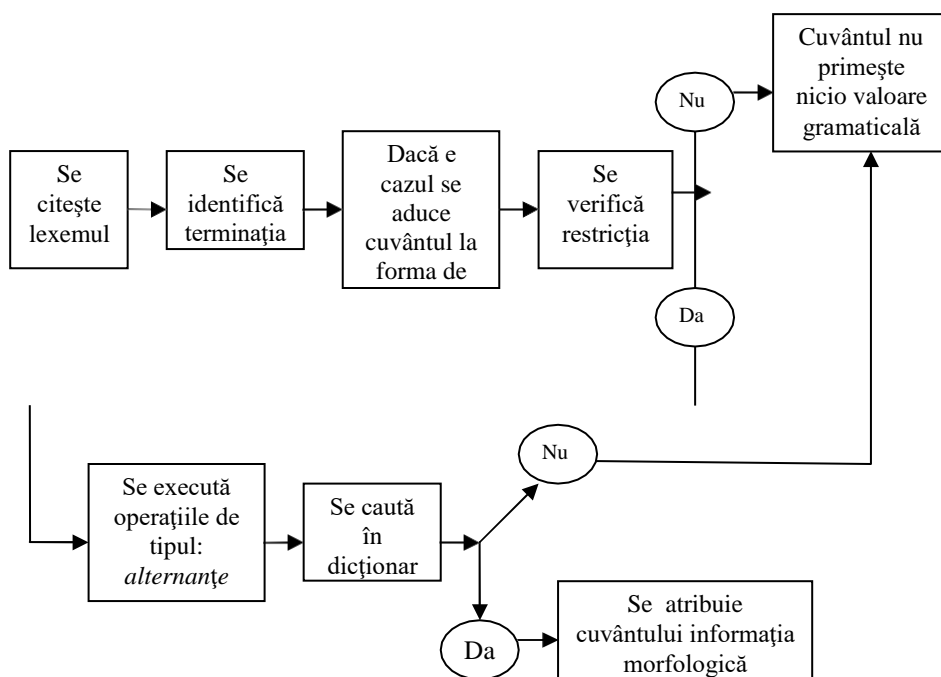 Se
citeşte
lexemul
Se
identifică
terminaţia
Dacă e
cazul se
aduce
cuvântul la
forma de
Se
verifică
restricţia
Nu
Cuvântul nu
primeşte
nicio valoare
gramaticală
Da
Se execută
operaţiile de
tipul:
alternanţe
Se caută
în
dicţionar
Nu
Da
Se atribuie
cuvântului informaţia
morfologică